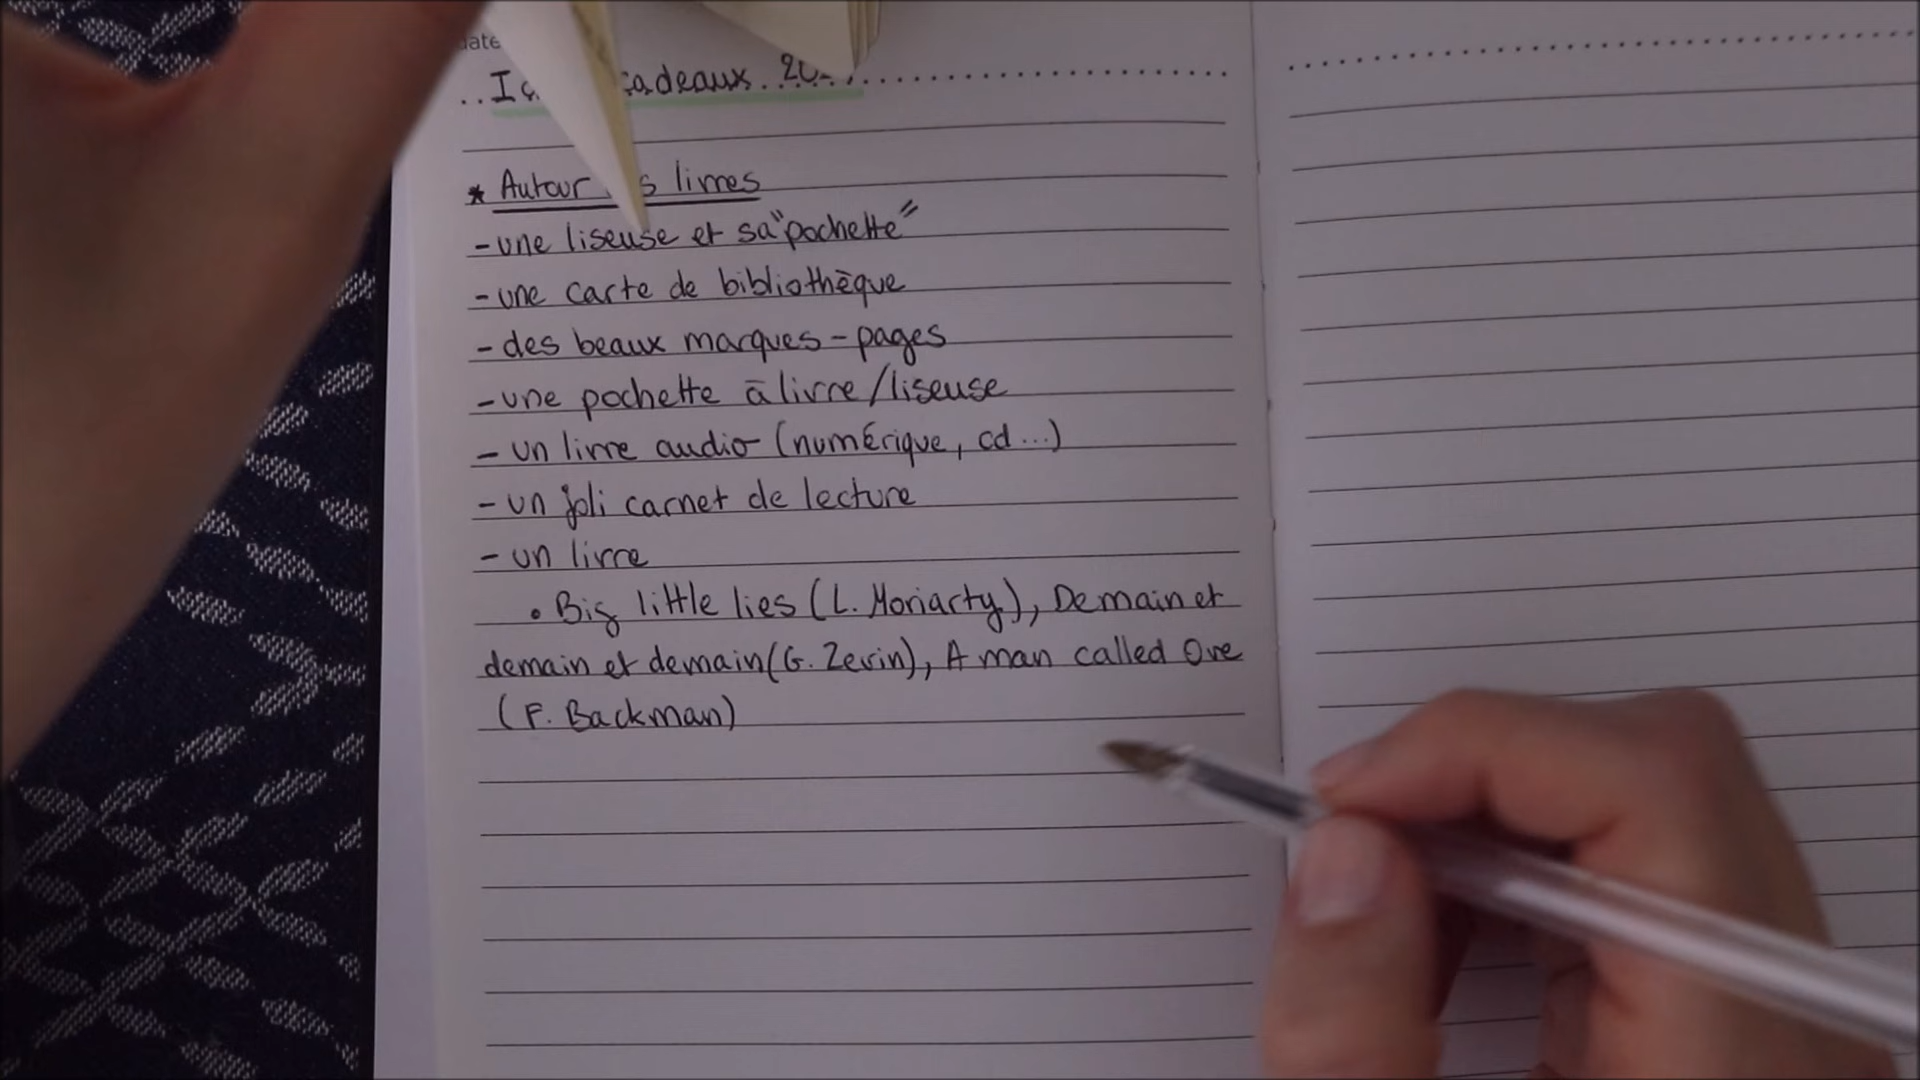 cadeaux
* Autour livres
- une liseuse et sa "pochette"
- une carte de bibliothèque
- des beaux marques-pages
- une pochette à livre/liseuse
- un livre audio (numérique, cd...)
- un joli carnet de lecture
- un livre
• Big little lies (L. Moriarty), Demain et
demain et demain (G. Zevin), A man called Ove
(F. Backman)